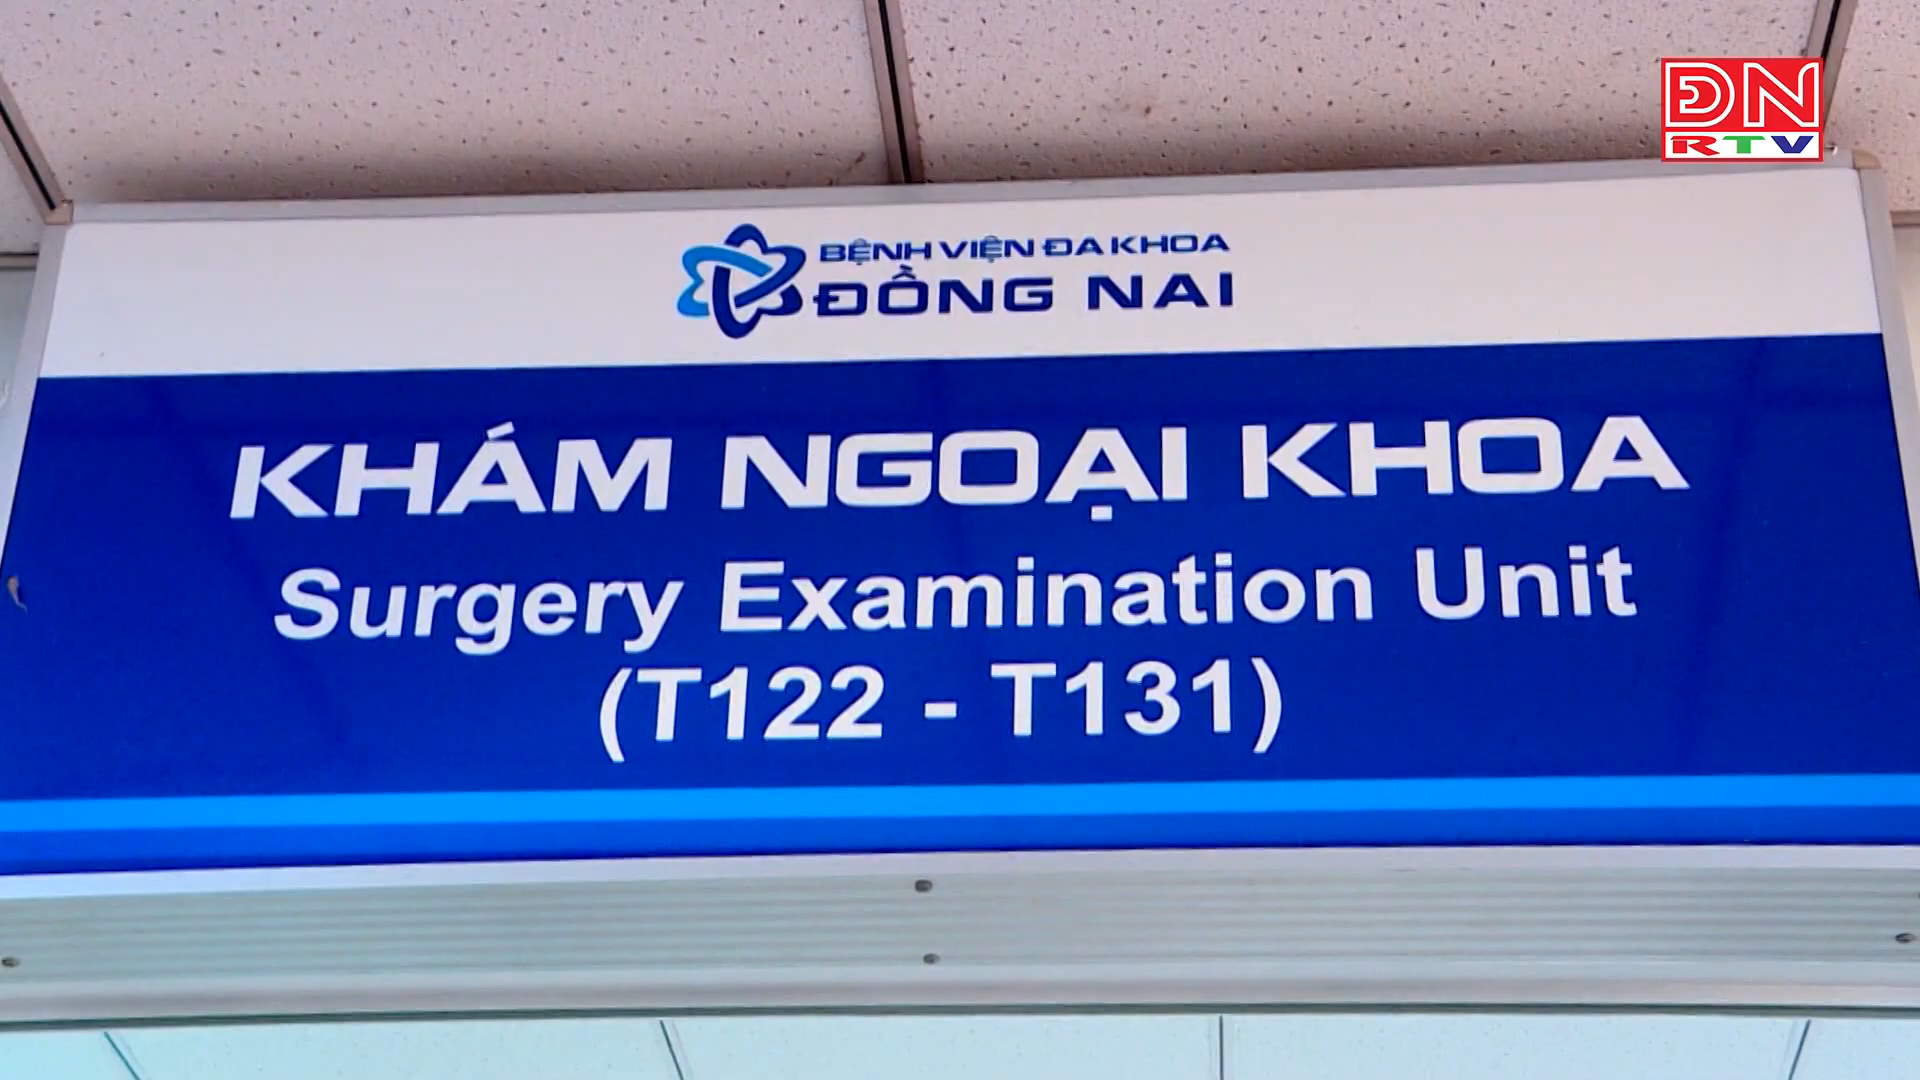 ĐN
RTV
BỆNH VIỆN ĐA KHOA
ĐỒNG NAI
KHÁM NGOẠI KHOA
Surgery Examination Unit
(T122 - T131)